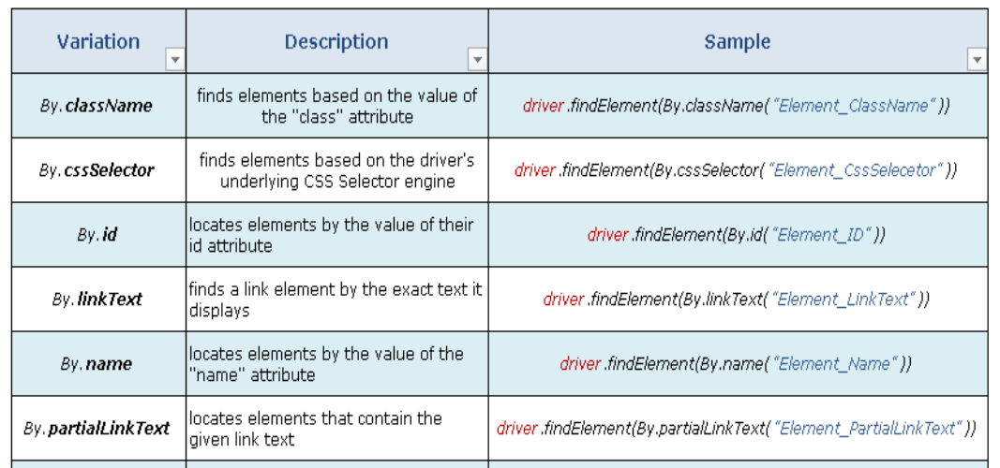 Variation Description Sample
By.className
finds elements based on the value of
the "class" attribute
driver.findElement(By.className("Element_ClassName"))
By.cssSelector
finds elements based on the driver's
underlying CSS Selector engine
driver.findElement(By.cssSelector("Element_CssSelecetor"))
By.id
locates elements by the value of their
id attribute
driver.findElement(By.id("Element_ID"))
By.linkText
finds a link element by the exact text it
displays
driver.findElement(By.linkText("Element_LinkText"))
By.name
locates elements by the value of the
"name" attribute
driver.findElement(By.name("Element_Name"))
By.partialLinkText
locates elements that contain the
given link text
driver.findElement(By.partialLinkText("Element_PartialLinkText"))